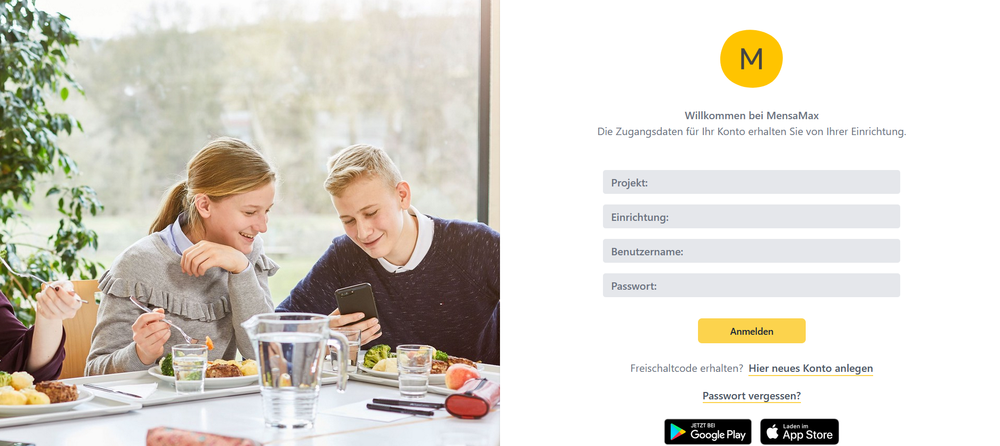 M
Willkommen bei MensaMax
Die Zugangsdaten für Ihr Konto erhalten Sie von Ihrer Einrichtung.
Projekt:
Einrichtung:
Benutzername:
Passwort:
Anmelden
Freischaltcode erhalten? Hier neues Konto anlegen
Passwort vergessen?
JETZT BEI
Google Play
Laden im
App Store